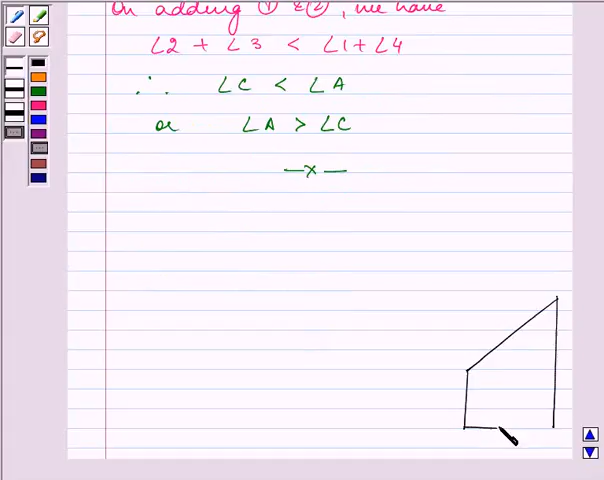 On adding ① & ②, we have
∠2 + ∠3 < ∠1 + ∠4
∴ ∠C < ∠A
or ∠A > ∠C
—x—